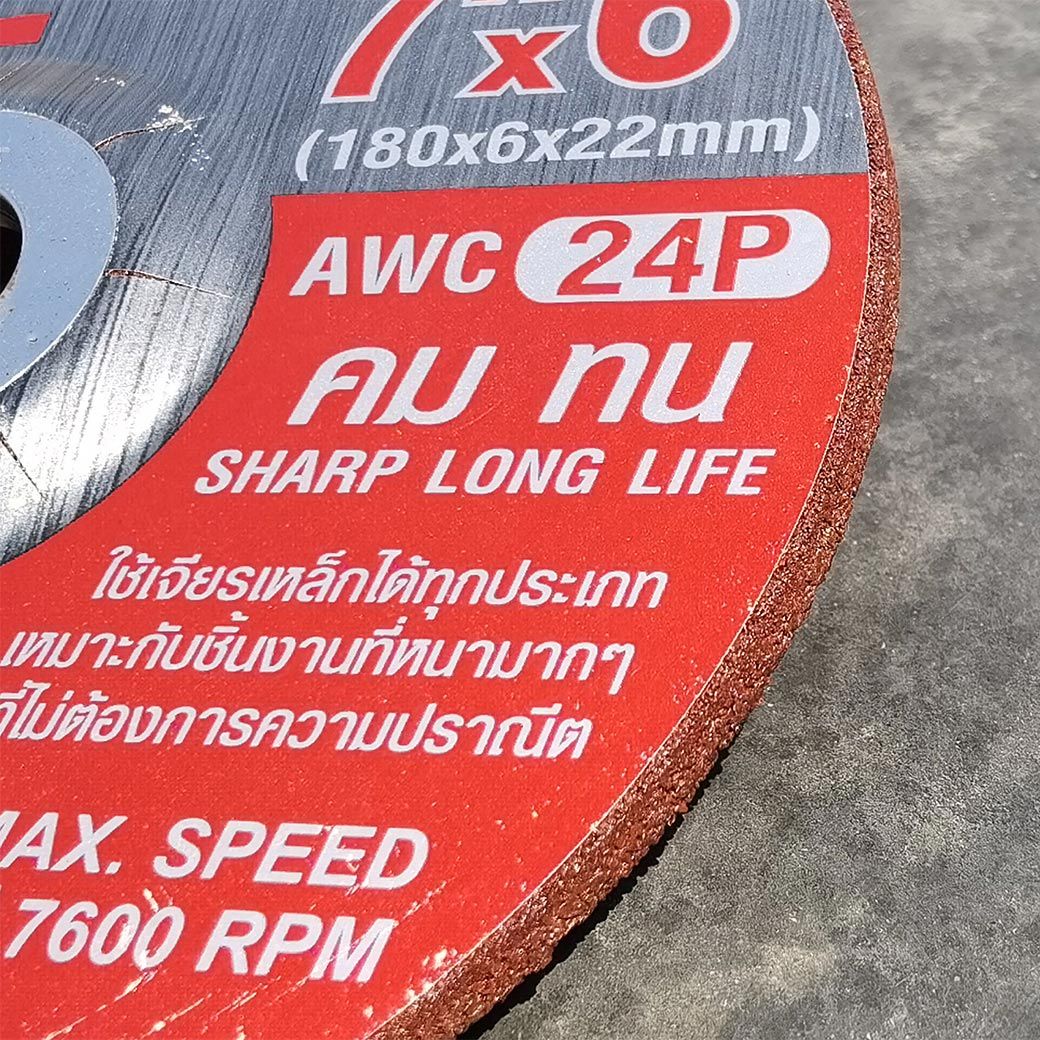 7"x6
(180x6x22mm)
AWC 24P
คม ทน
SHARP LONG LIFE
ใช้เจียรเหล็กได้ทุกประเภท
เหมาะกับชิ้นงานที่หนามากๆ
ที่ไม่ต้องการความปราณีต
MAX. SPEED
7600 RPM